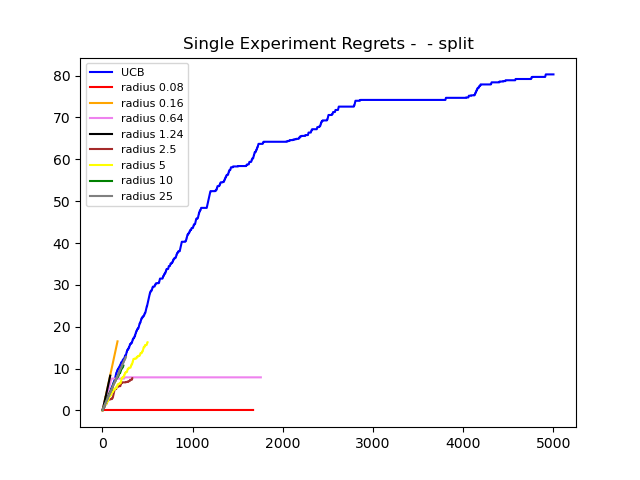 Single Experiment Regrets -  - split
UCB
radius 0.08
radius 0.16
radius 0.64
radius 1.24
radius 2.5
radius 5
radius 10
radius 25
80
70
60
50
40
30
20
10
0
0 1000 2000 3000 4000 5000